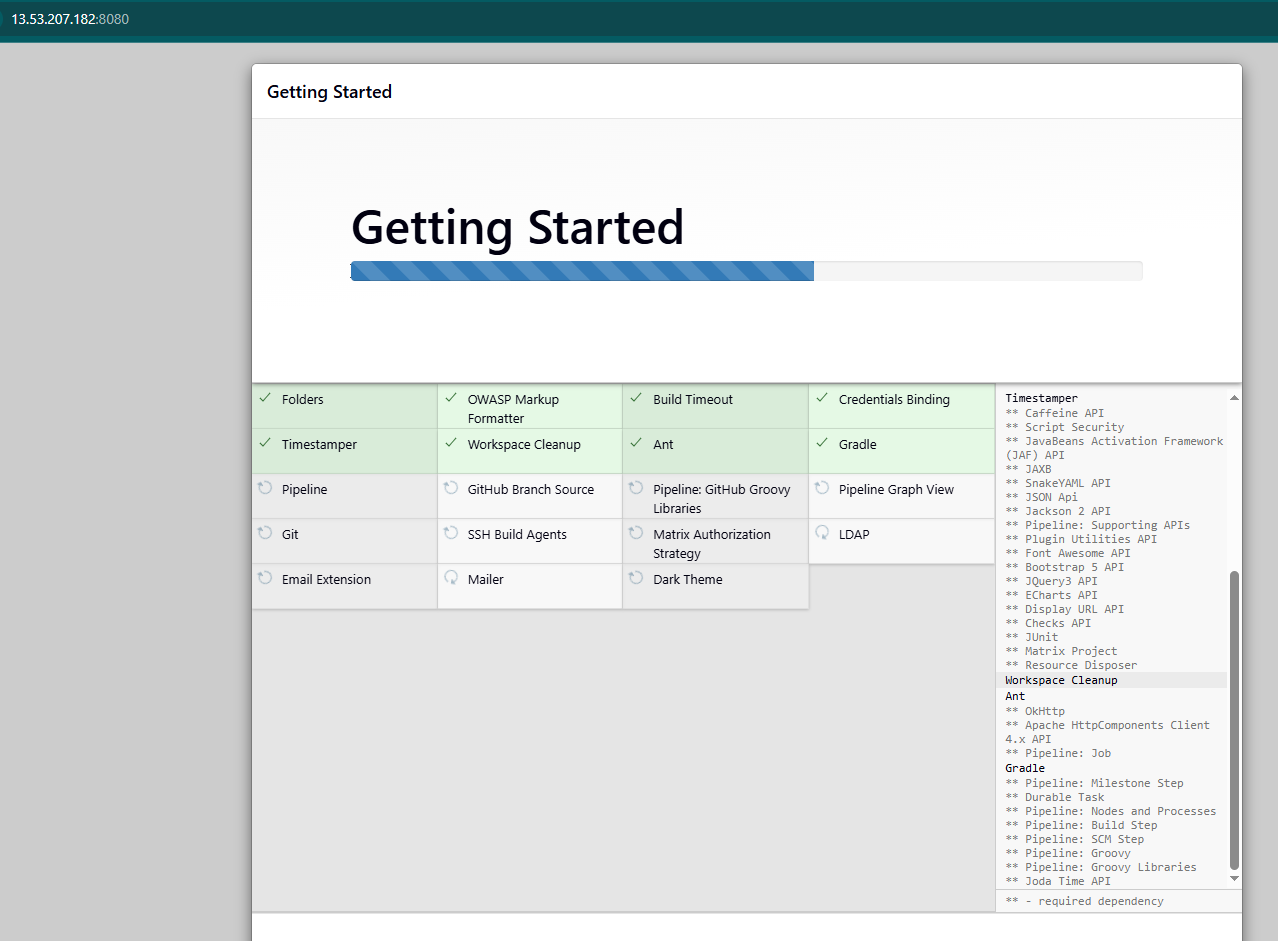 13.53.207.182:8080
Getting Started
Getting Started
Folders
OWASP Markup
Formatter
Build Timeout
Credentials Binding
Timestamper
Workspace Cleanup
Ant
Gradle
Pipeline
GitHub Branch Source
Pipeline: GitHub Groovy
Libraries
Pipeline Graph View
Git
SSH Build Agents
Matrix Authorization
Strategy
LDAP
Email Extension
Mailer
Dark Theme
Timestamper
** Caffeine API
** Script Security
** JavaBeans Activation Framework
(JAF) API
** JAXB
** SnakeYAML API
** JSON Api
** Jackson 2 API
** Pipeline: Supporting APIs
** Plugin Utilities API
** Font Awesome API
** Bootstrap 5 API
** JQuery3 API
** ECharts API
** Display URL API
** Checks API
** JUnit
** Matrix Project
** Resource Disposer
Workspace Cleanup
Ant
** OkHttp
** Apache HttpComponents Client
4.x API
** Pipeline: Job
Gradle
** Pipeline: Milestone Step
** Durable Task
** Pipeline: Nodes and Processes
** Pipeline: Build Step
** Pipeline: SCM Step
** Pipeline: Groovy
** Pipeline: Groovy Libraries
** Joda Time API
** - required dependency